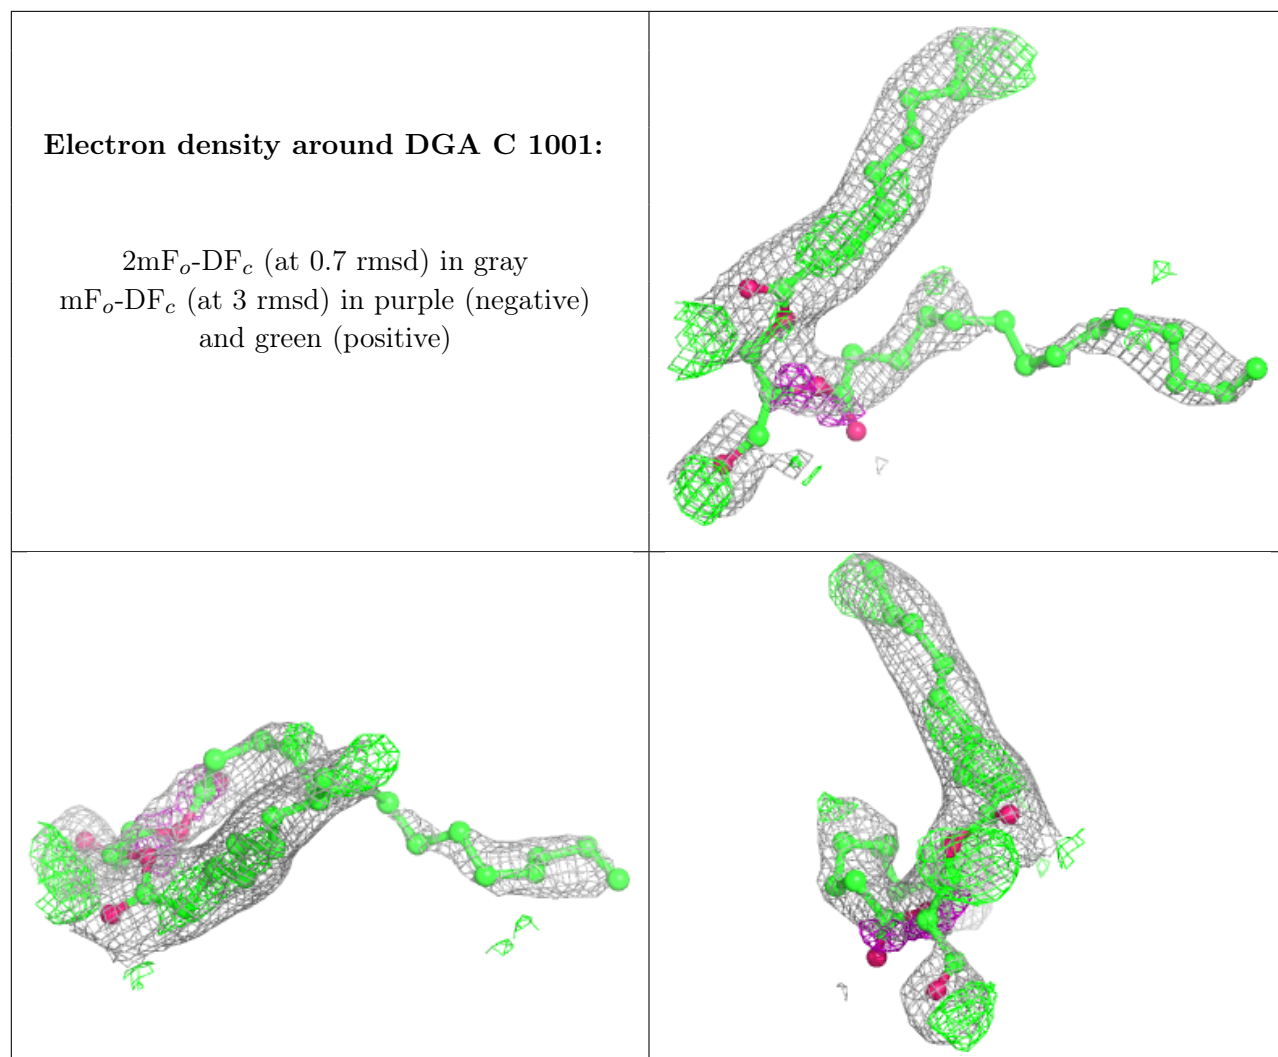 Electron density around DGA C 1001:
2mFo-DFc (at 0.7 rmsd) in gray
mFo-DFc (at 3 rmsd) in purple (negative)
and green (positive)